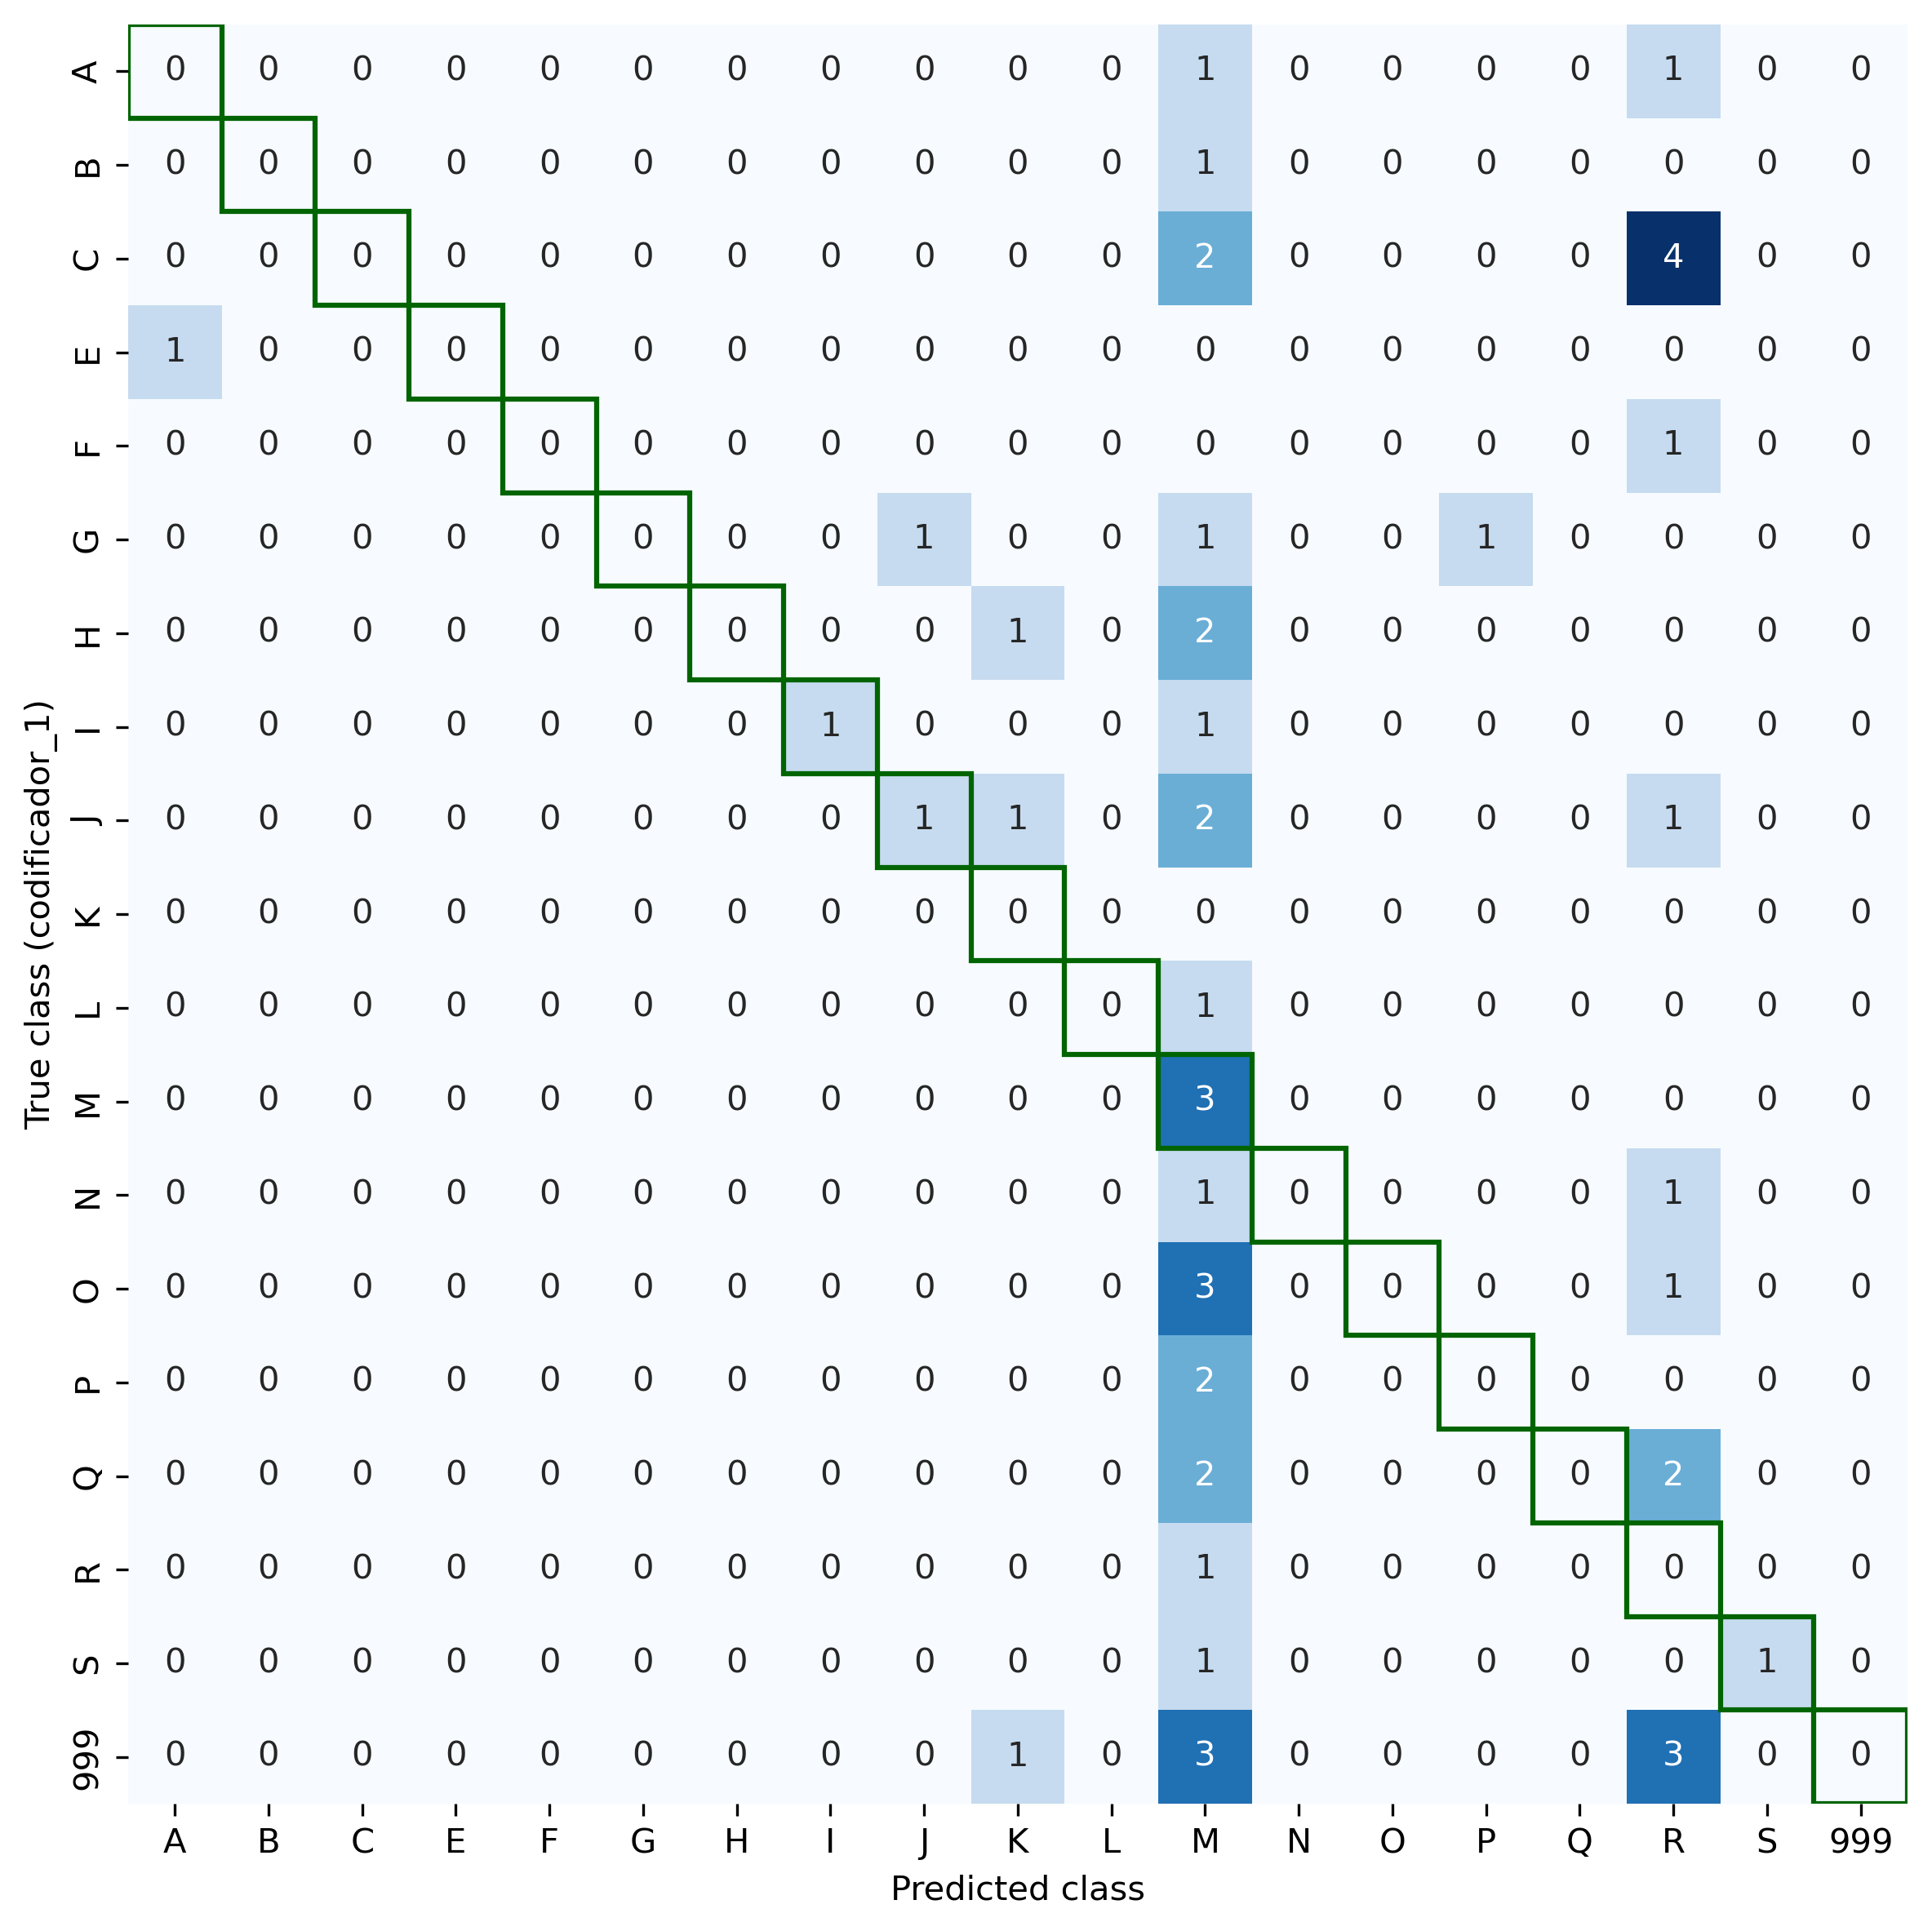 A 0 0 0 0 0 0 0 0 0 0 0 1 0 0 0 0 1 0 0
B 0 0 0 0 0 0 0 0 0 0 0 1 0 0 0 0 0 0 0
C 0 0 0 0 0 0 0 0 0 0 0 2 0 0 0 0 4 0 0
E 1 0 0 0 0 0 0 0 0 0 0 0 0 0 0 0 0 0 0
F 0 0 0 0 0 0 0 0 0 0 0 0 0 0 0 0 1 0 0
G 0 0 0 0 0 0 0 0 1 0 0 1 0 0 1 0 0 0 0
H 0 0 0 0 0 0 0 0 0 1 0 2 0 0 0 0 0 0 0
I 0 0 0 0 0 0 0 1 0 0 0 1 0 0 0 0 0 0 0
J 0 0 0 0 0 0 0 0 1 1 0 2 0 0 0 0 1 0 0
K 0 0 0 0 0 0 0 0 0 0 0 0 0 0 0 0 0 0 0
L 0 0 0 0 0 0 0 0 0 0 0 1 0 0 0 0 0 0 0
M 0 0 0 0 0 0 0 0 0 0 0 3 0 0 0 0 0 0 0
N 0 0 0 0 0 0 0 0 0 0 0 1 0 0 0 0 1 0 0
O 0 0 0 0 0 0 0 0 0 0 0 3 0 0 0 0 1 0 0
P 0 0 0 0 0 0 0 0 0 0 0 2 0 0 0 0 0 0 0
Q 0 0 0 0 0 0 0 0 0 0 0 2 0 0 0 0 2 0 0
R 0 0 0 0 0 0 0 0 0 0 0 1 0 0 0 0 0 0 0
S 0 0 0 0 0 0 0 0 0 0 0 1 0 0 0 0 0 1 0
999 0 0 0 0 0 0 0 0 0 1 0 3 0 0 0 0 3 0 0
A B C E F G H I J K L M N O P Q R S 999
Predicted class
True class (codificador_1)